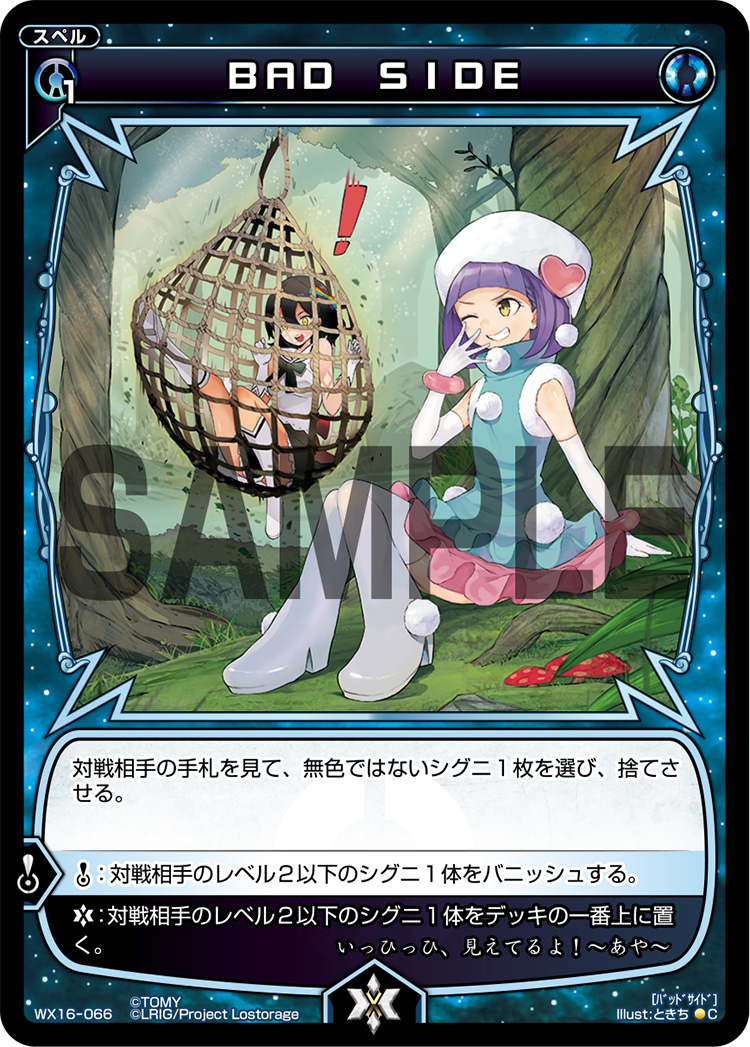 スペル
1
BAD SIDE
!
SAMPLE
対戦相手の手札を見て、無色ではないシグニ1枚を選び、捨てさ
せる。
：対戦相手のレベル2以下のシグニ1体をバニッシュする。
：対戦相手のレベル2以下のシグニ1体をデッキの一番上に置
く。 いっひっひ、見えてるよ！～あや～
WX16-066
©TOMY
©LRIG/Project Lostorage
[ﾊﾞｯﾄﾞｻｲﾄﾞ]
Illust:ときち C